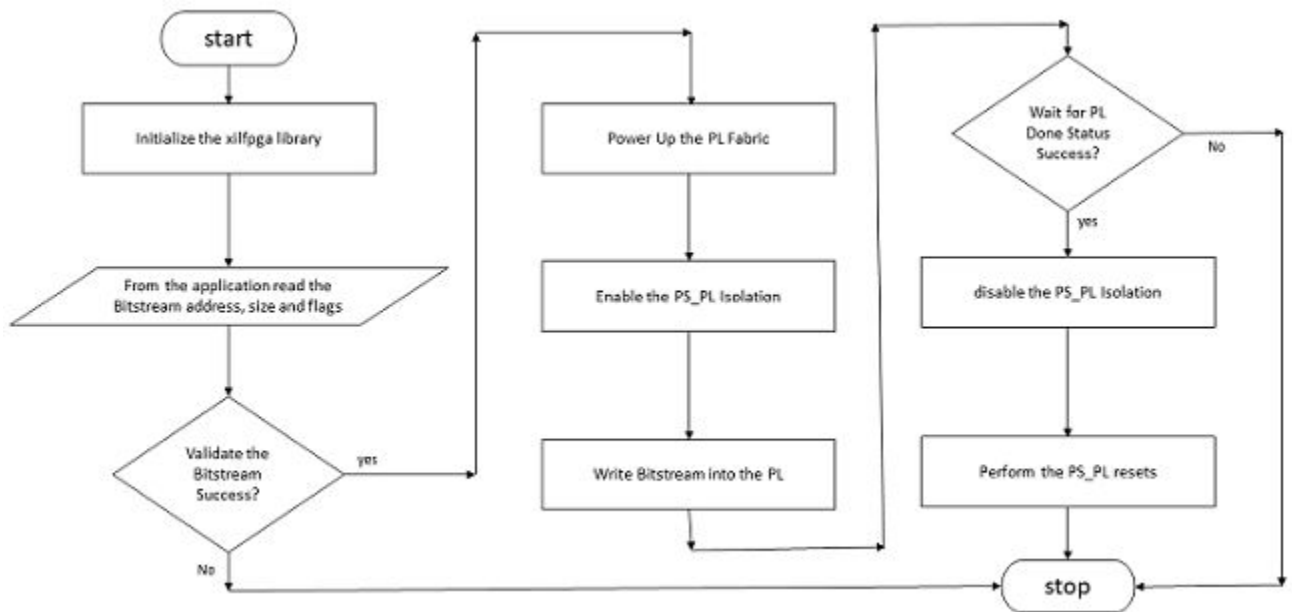 start
Initialize the xilfpga library
From the application read the
Bitstream address, size and flags
Validate the
Bitstream
Success?
yes
No
Power Up the PL Fabric
Enable the PS_PL Isolation
Write Bitstream into the PL
Wait for PL
Done Status
Success?
No
yes
disable the PS_PL Isolation
Perform the PS_PL resets
stop